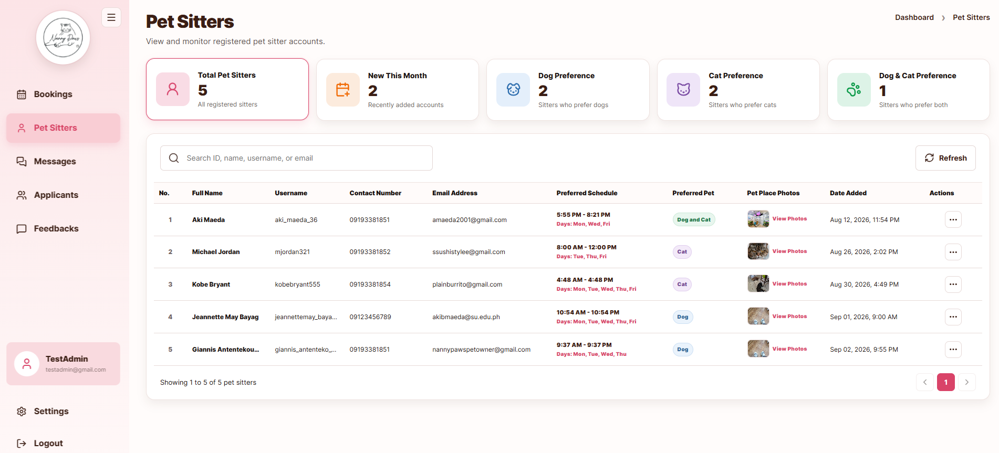 Nanny Paws
Bookings
Pet Sitters
Messages
Applicants
Feedbacks
TestAdmin
testadmin@gmail.com
Settings
Logout
Pet Sitters
View and monitor registered pet sitter accounts.
Dashboard › Pet Sitters
Total Pet Sitters
5
All registered sitters
New This Month
2
Recently added accounts
Dog Preference
2
Sitters who prefer dogs
Cat Preference
2
Sitters who prefer cats
Dog & Cat Preference
1
Sitters who prefer both
Search ID, name, username, or email
Refresh
No. Full Name Username Contact Number Email Address Preferred Schedule Preferred Pet Pet Place Photos Date Added Actions
1 Aki Maeda aki_maeda_36 09193381851 amaeda2001@gmail.com 5:55 PM - 8:21 PM Dog and Cat View Photos Aug 12, 2026, 11:54 PM
Days: Mon, Wed, Fri
2 Michael Jordan mjordan321 09193381852 ssushistylee@gmail.com 8:00 AM - 12:00 PM Cat View Photos Aug 26, 2026, 2:02 PM
Days: Tue, Thu, Fri
3 Kobe Bryant kobebryant555 09193381854 plainburrito@gmail.com 4:48 AM - 4:48 PM Cat View Photos Aug 30, 2026, 4:49 PM
Days: Mon, Tue, Wed, Thu, Fri
4 Jeannette May Bayag jeannettemay_baya... 09123456789 akibmaeda@su.edu.ph 10:54 AM - 10:54 PM Dog View Photos Sep 01, 2026, 9:00 AM
Days: Mon, Tue, Wed, Thu, Fri
5 Giannis Antentekou... giannis_antenteko_... 09193381851 nannypawspetowner@gmail.com 9:37 AM - 9:37 PM Dog View Photos Sep 02, 2026, 9:55 PM
Days: Mon, Tue, Wed, Thu
Showing 1 to 5 of 5 pet sitters
1